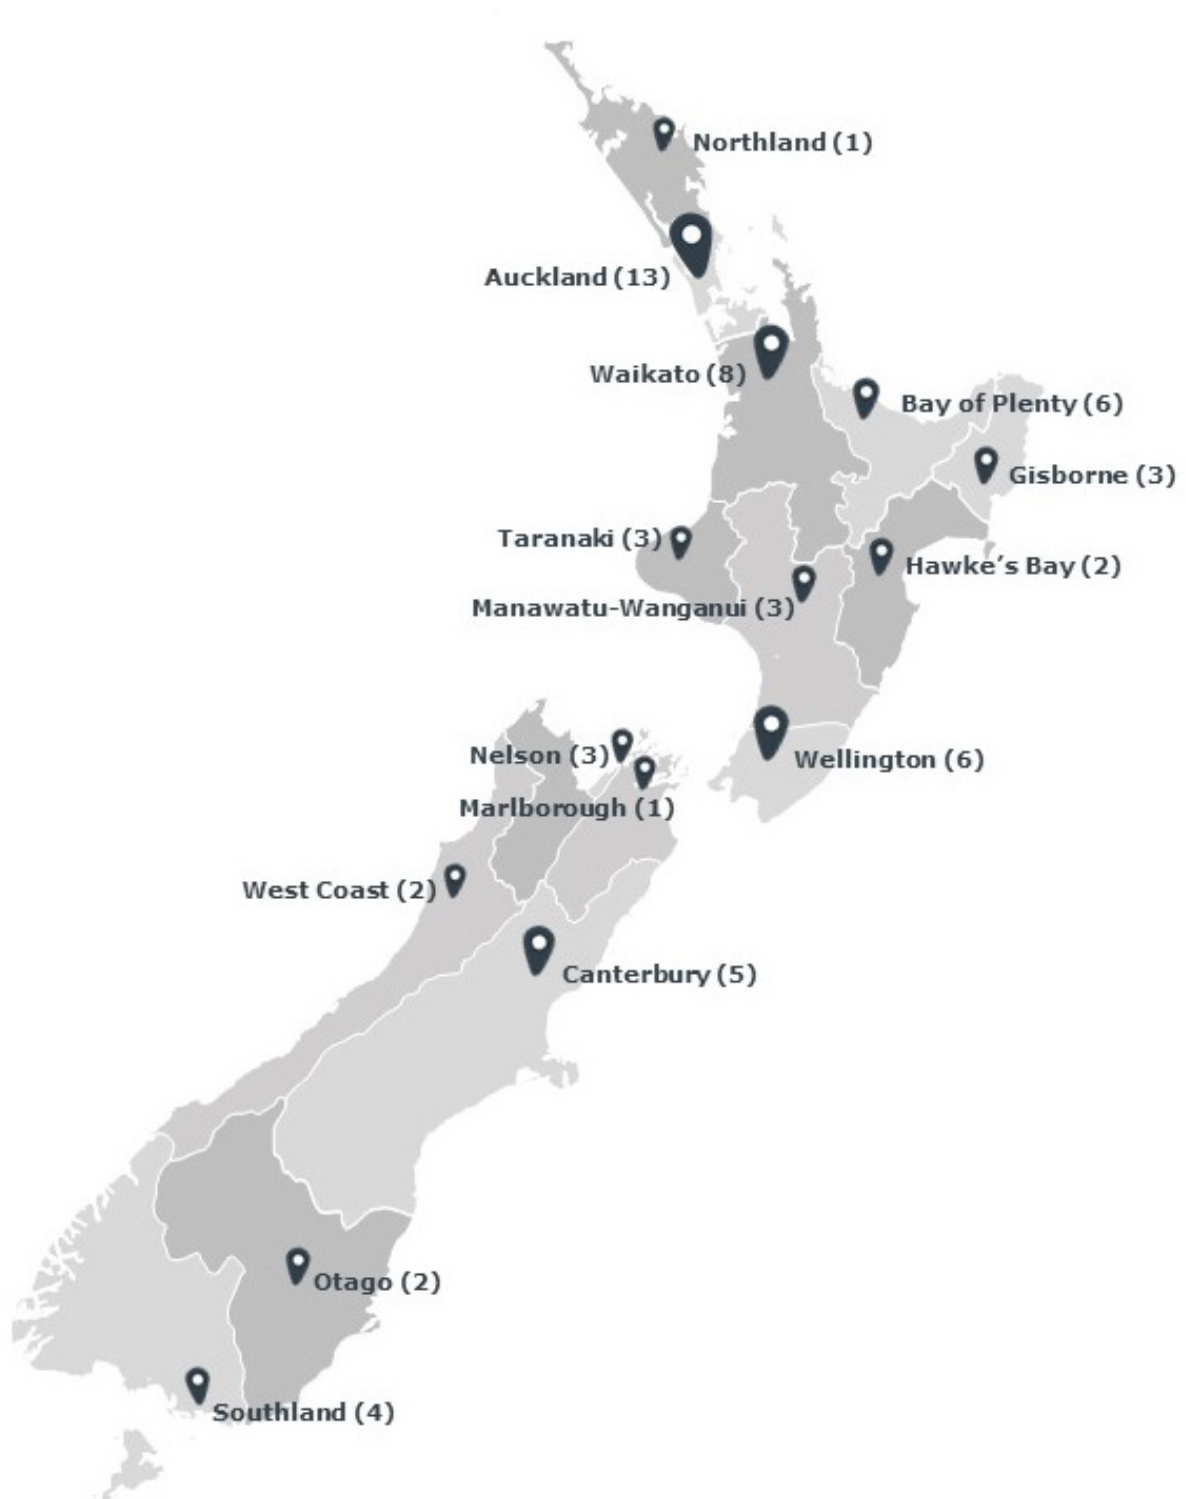 Northland (1)
Auckland (13)
Waikato (8)
Bay of Plenty (6)
Gisborne (3)
Taranaki (3)
Hawke’s Bay (2)
Manawatu-Wanganui (3)
Nelson (3)
Wellington (6)
Marlborough (1)
West Coast (2)
Canterbury (5)
Otago (2)
Southland (4)